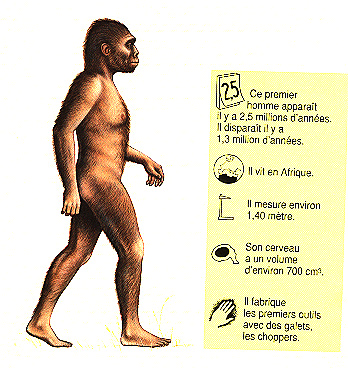 2,5
Ce premier
homme apparaît
il y a 2,5 millions d'années.
Il disparaît il y a
1,3 million d'années.
Il vit en Afrique.
Il mesure environ
1,40 mètre.
Son cerveau
a un volume
d'environ 700 cm³.
Il fabrique
les premiers outils
avec des galets,
les choppers.